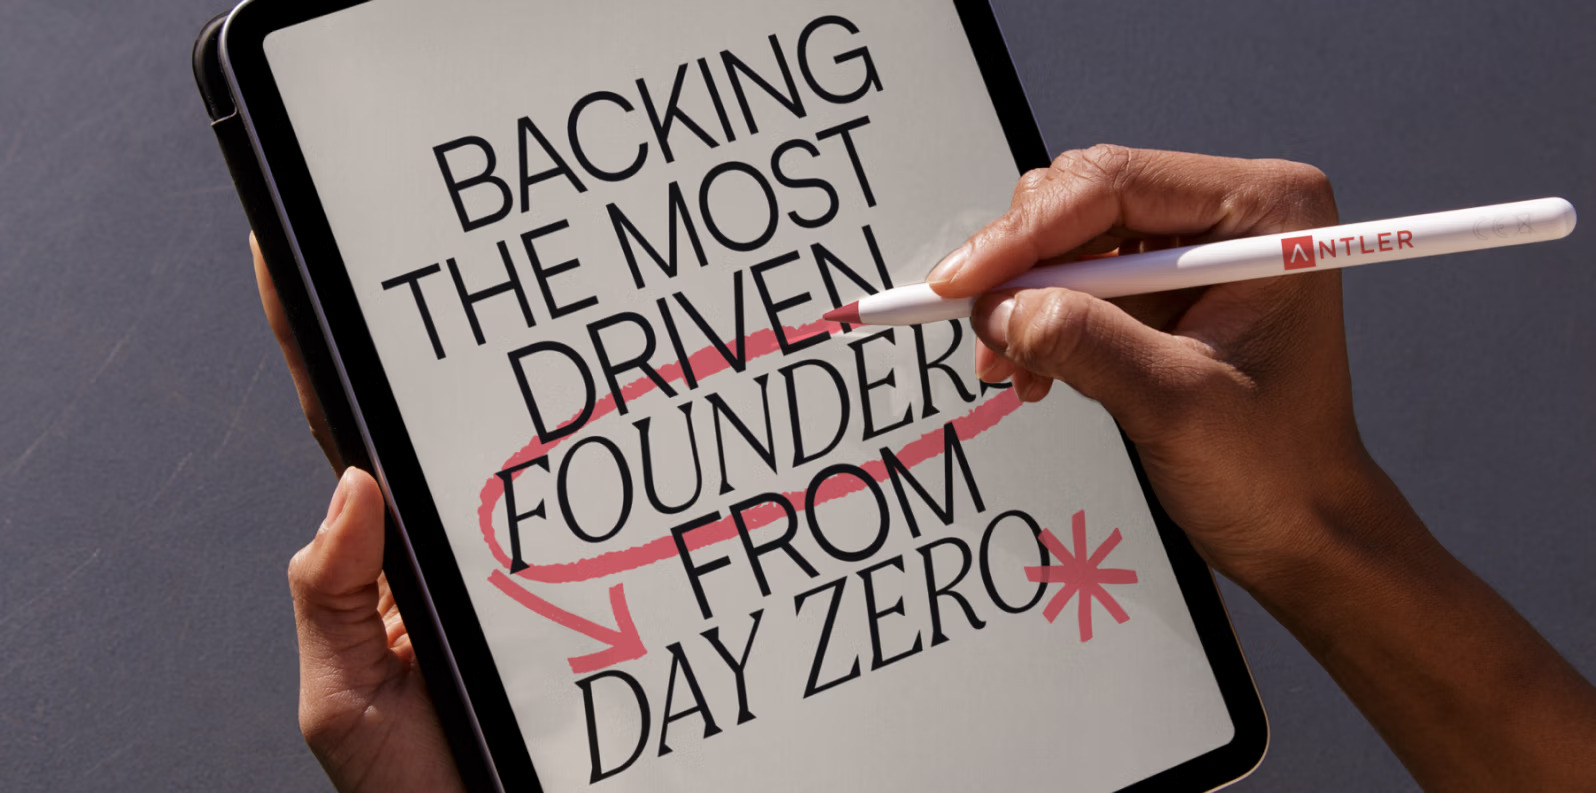 BACKING
THE MOST
DRIVEN
FOUNDERS
FROM
DAY ZERO
ANTLER